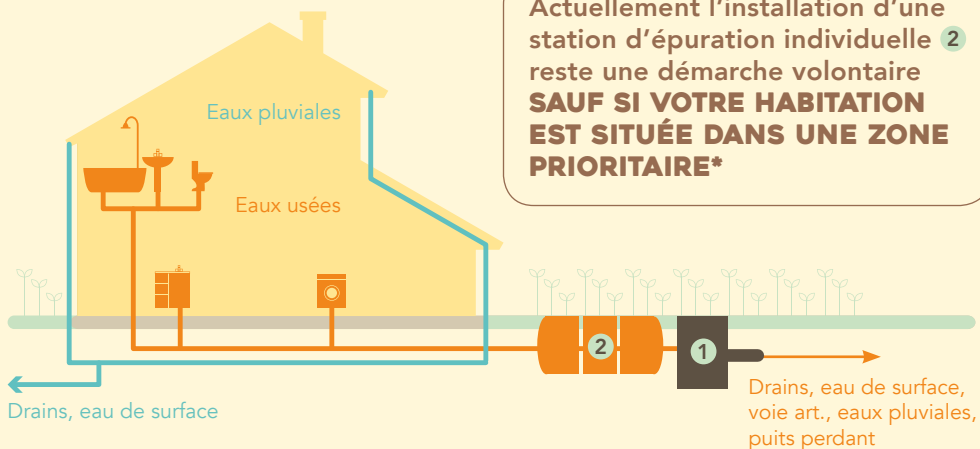 Actuellement l'installation d'une
station d'épuration individuelle 2
reste une démarche volontaire
SAUF SI VOTRE HABITATION
EST SITUÉE DANS UNE ZONE
PRIORITAIRE*
Eaux pluviales
Eaux usées
2
1
Drains, eau de surface
Drains, eau de surface,
voie art., eaux pluviales,
puits perdant